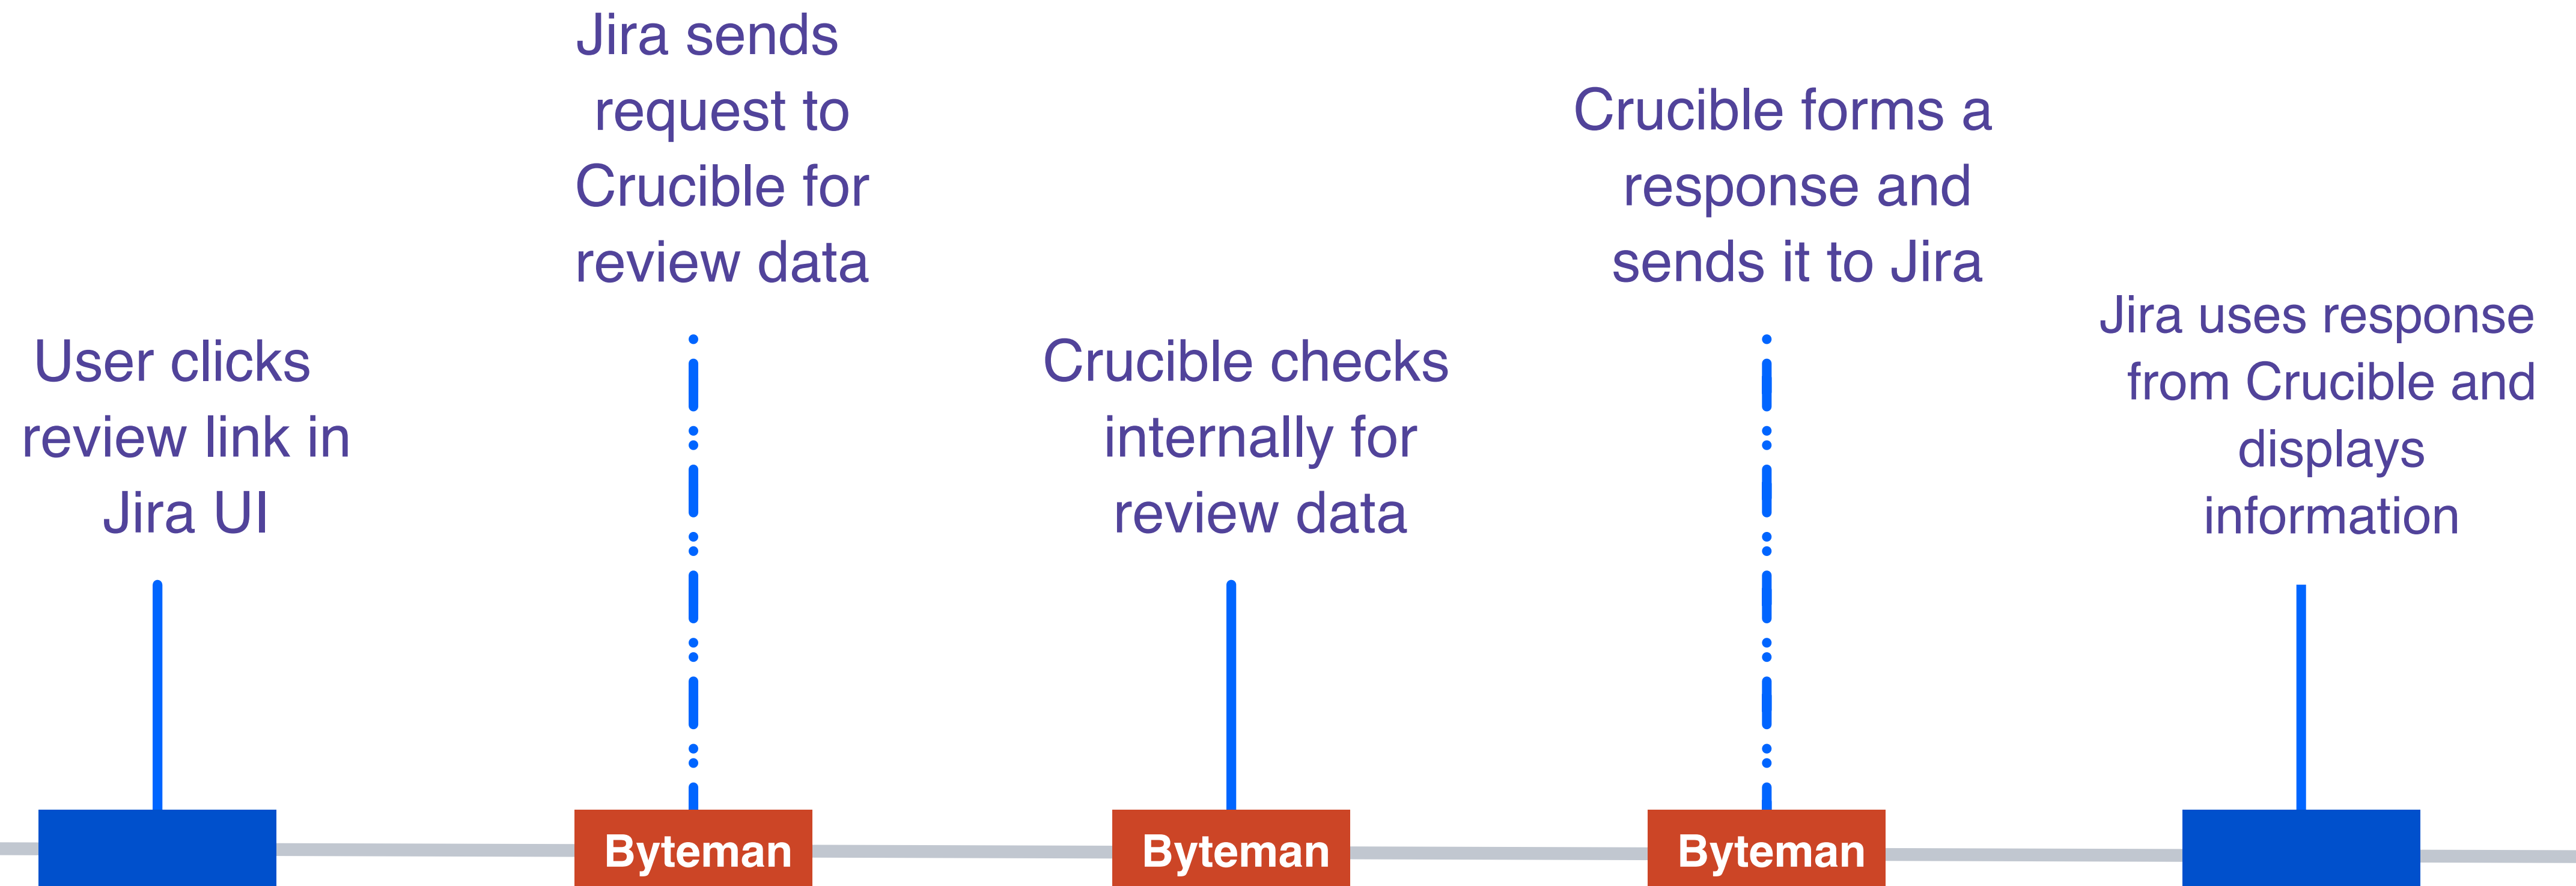 User clicks
review link in
Jira UI
Jira sends
request to
Crucible for
review data
Crucible checks
internally for
review data
Crucible forms a
response and
sends it to Jira
Jira uses response
from Crucible and
displays
information
Byteman
Byteman
Byteman